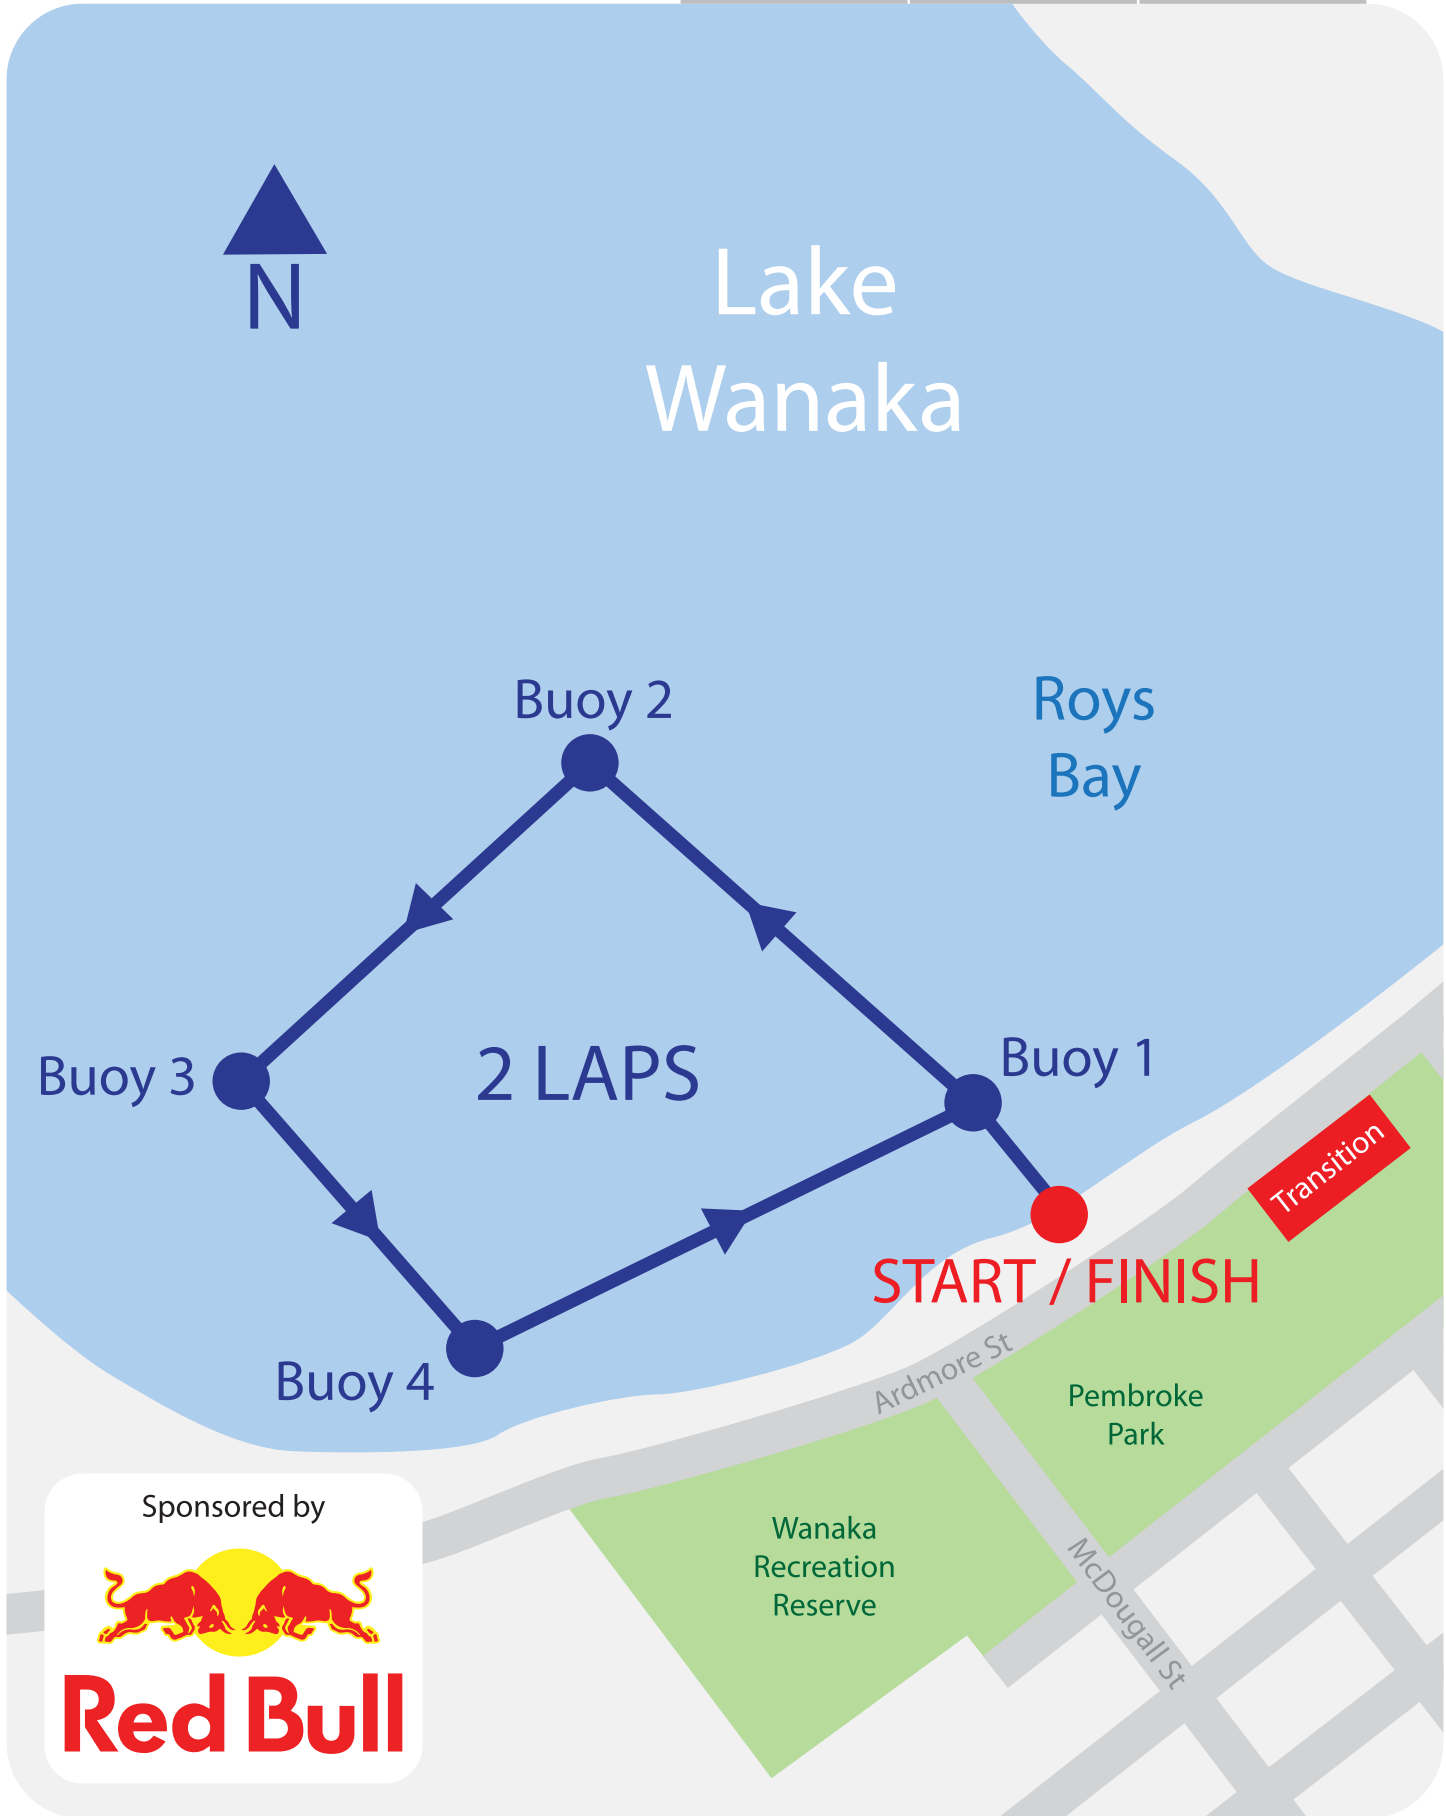 N
Lake
Wanaka
Roys
Bay
Buoy 2
Buoy 3
2 LAPS
Buoy 1
Transition
START / FINISH
Buoy 4
Ardmore St
Pembroke
Park
Wanaka
Recreation
Reserve
McDougall St
Sponsored by
Red Bull